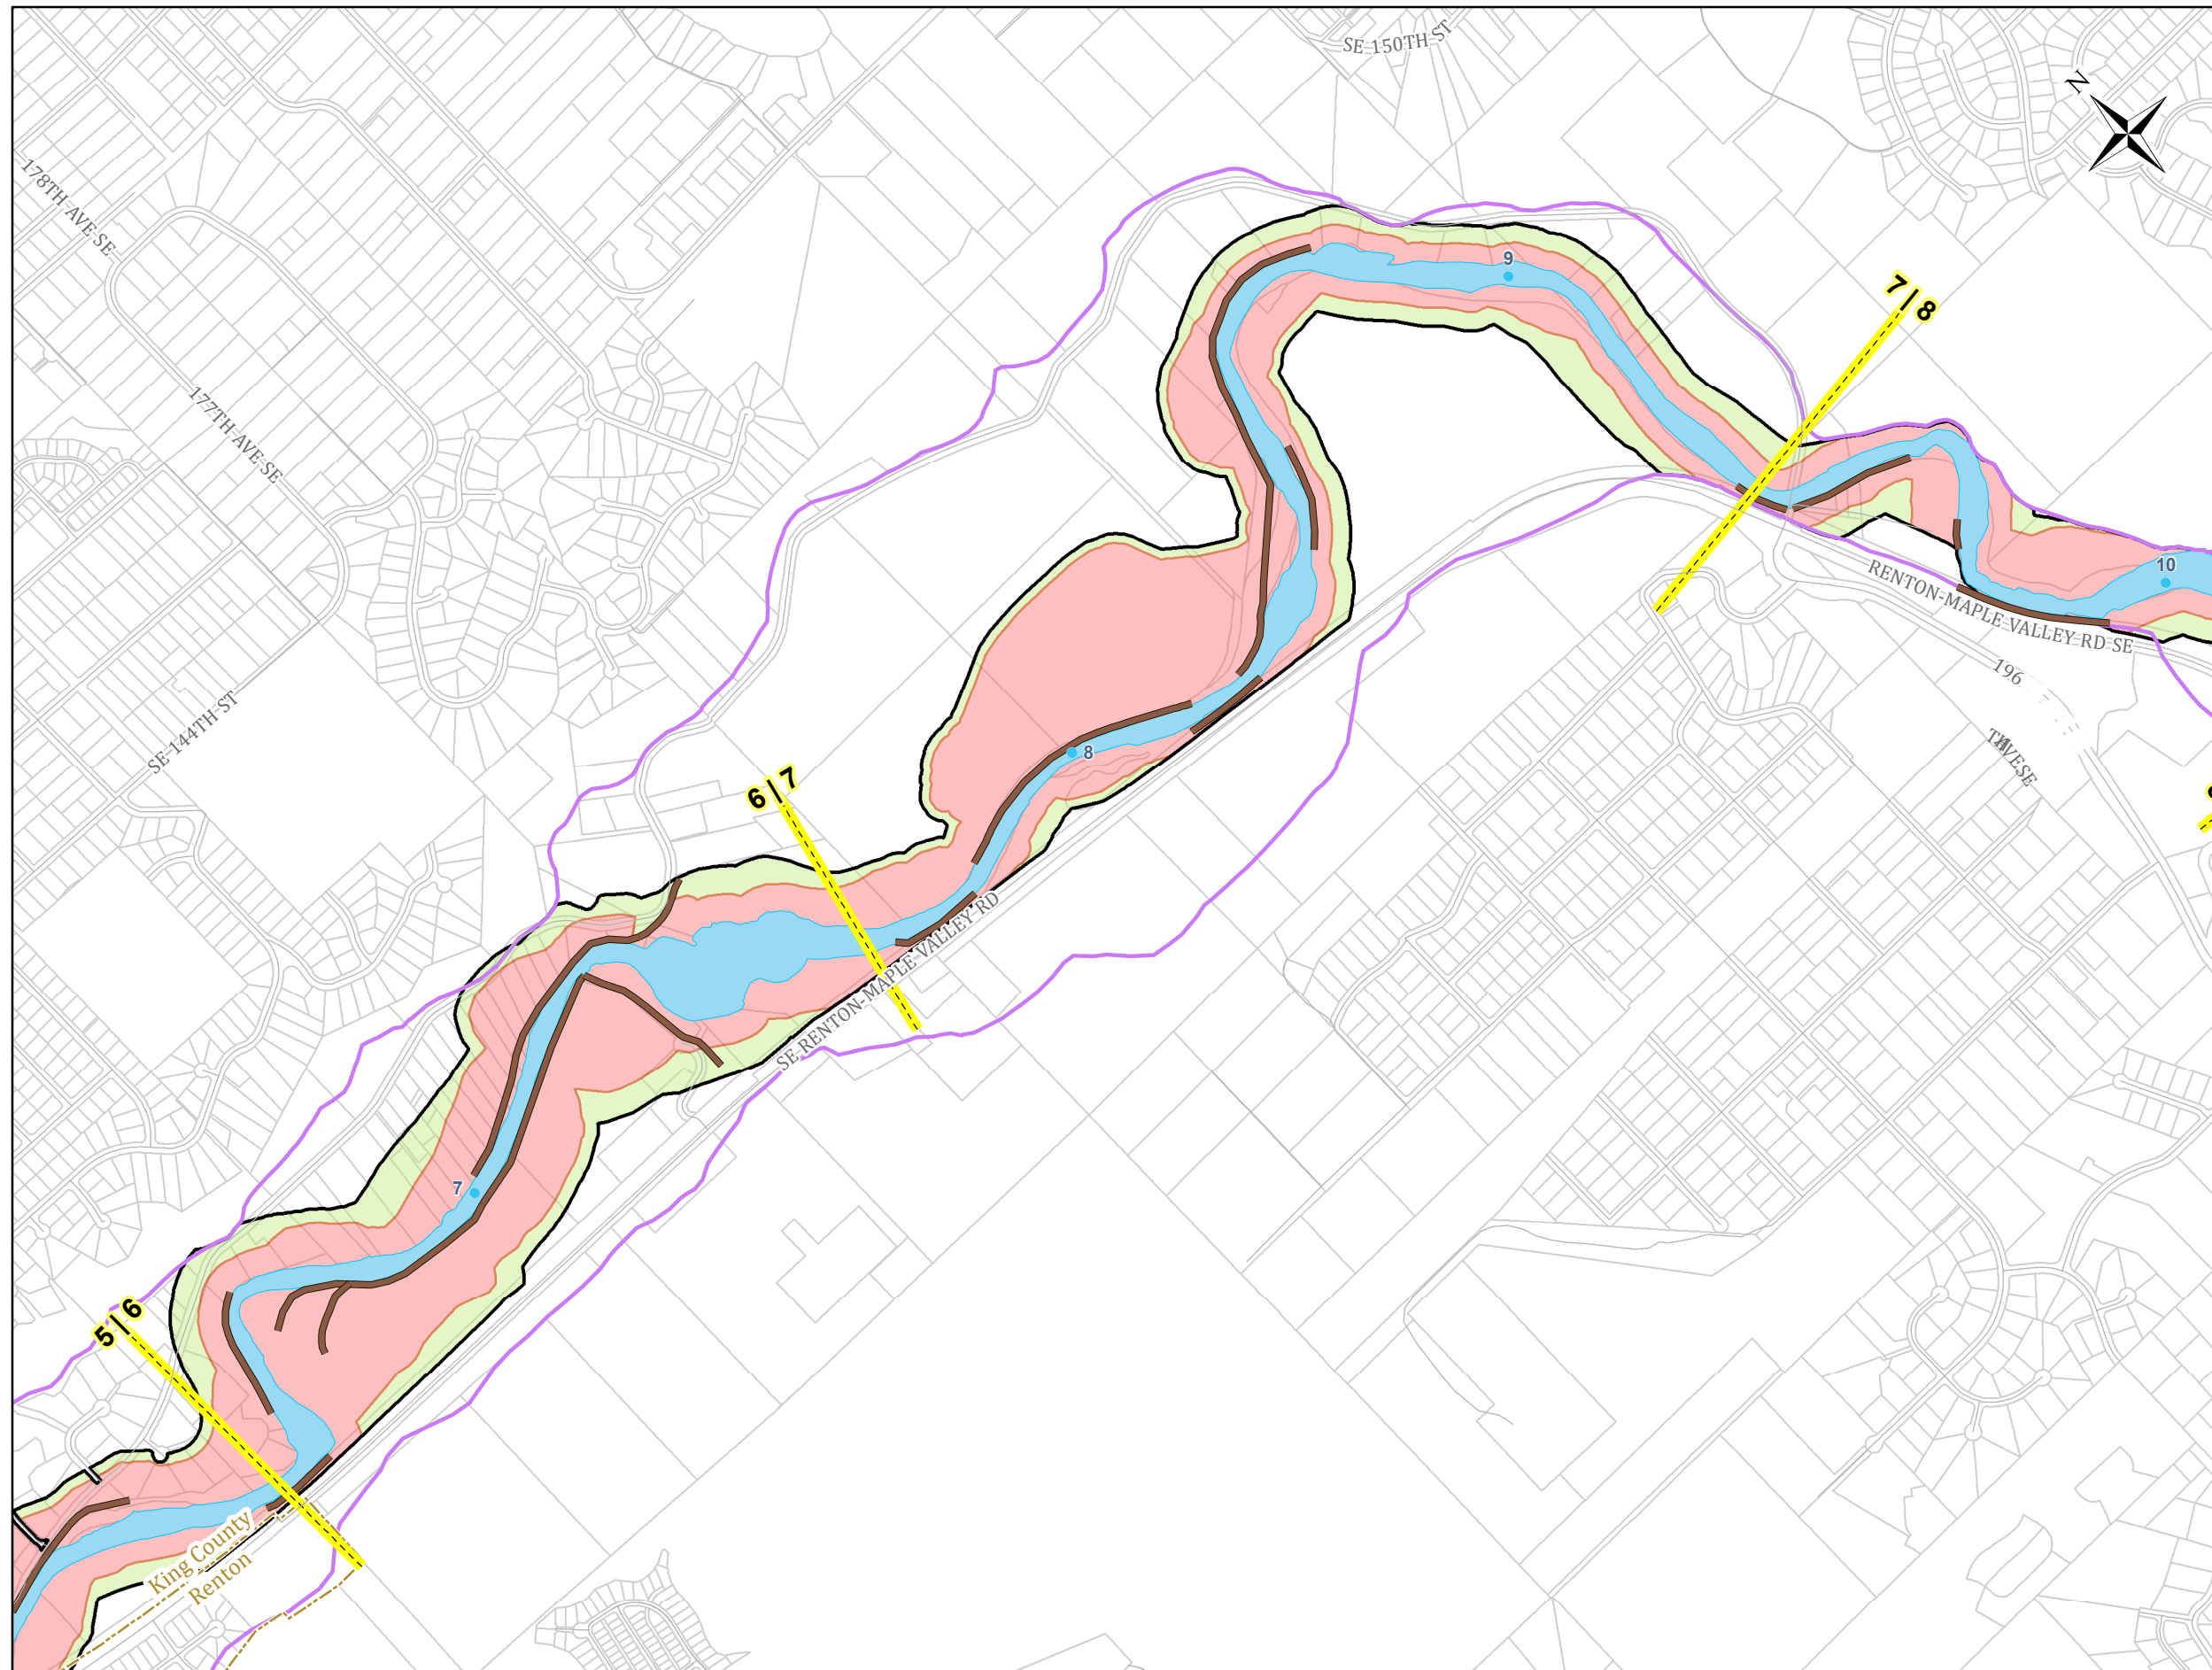 SE 150TH ST
N
178TH AVE SE
9
7 | 8
177TH AVE SE
10
RENTON-MAPLE VALLEY RD SE
196
SE 144TH ST
8
6 | 7
SE RENTON-MAPLE VALLEY RD
7
5 | 6
King County
Renton